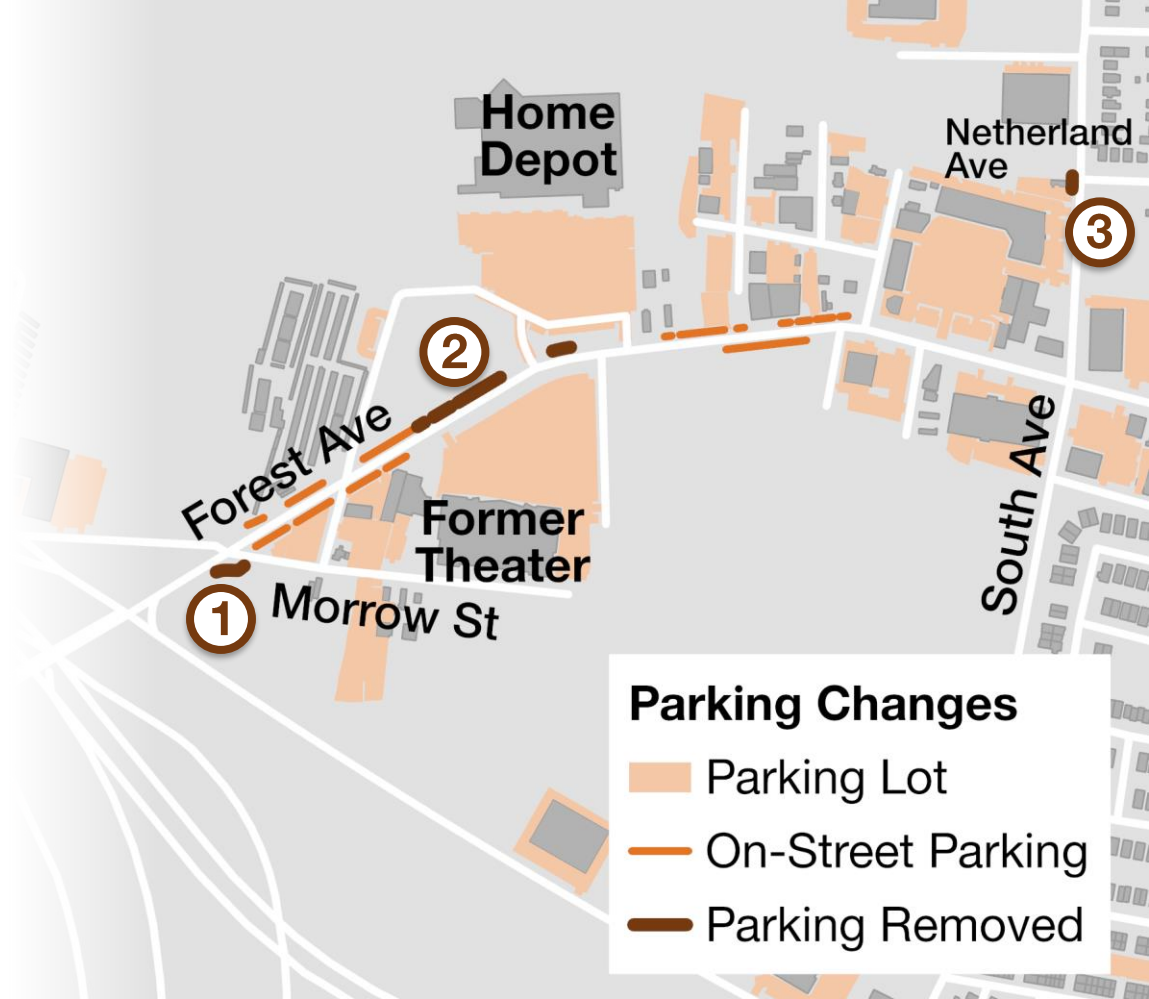 Home
Depot
Netherland
Ave
3
2
Forest Ave
South Ave
Former
Theater
1
Morrow St
Parking Changes
Parking Lot
On-Street Parking
Parking Removed